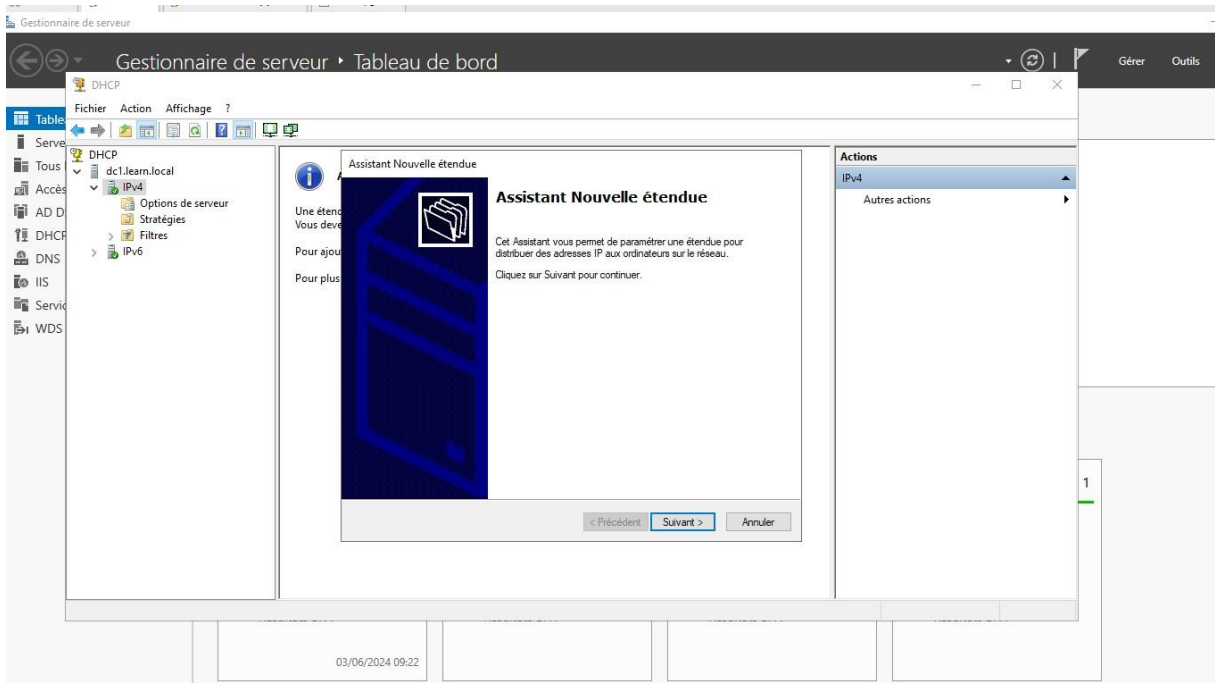 Gestionnaire de serveur
Gestionnaire de serveur • Tableau de bord
Gérer Outils
DHCP
Fichier Action Affichage ?
Table
Serve
Tous
Accès
AD D
DHCP
DNS
IIS
Servic
WDS
DHCP
dc1.learn.local
IPv4
Options de serveur
Stratégies
Filtres
IPv6
Une étend
Vous deve
Pour ajou
Pour plus
Assistant Nouvelle étendue
Assistant Nouvelle étendue
Cet Assistant vous permet de paramétrer une étendue pour
distribuer des adresses IP aux ordinateurs sur le réseau.
Cliquez sur Suivant pour continuer.
< Précédent Suivant > Annuler
Actions
IPv4
Autres actions
1
03/06/2024 09:22